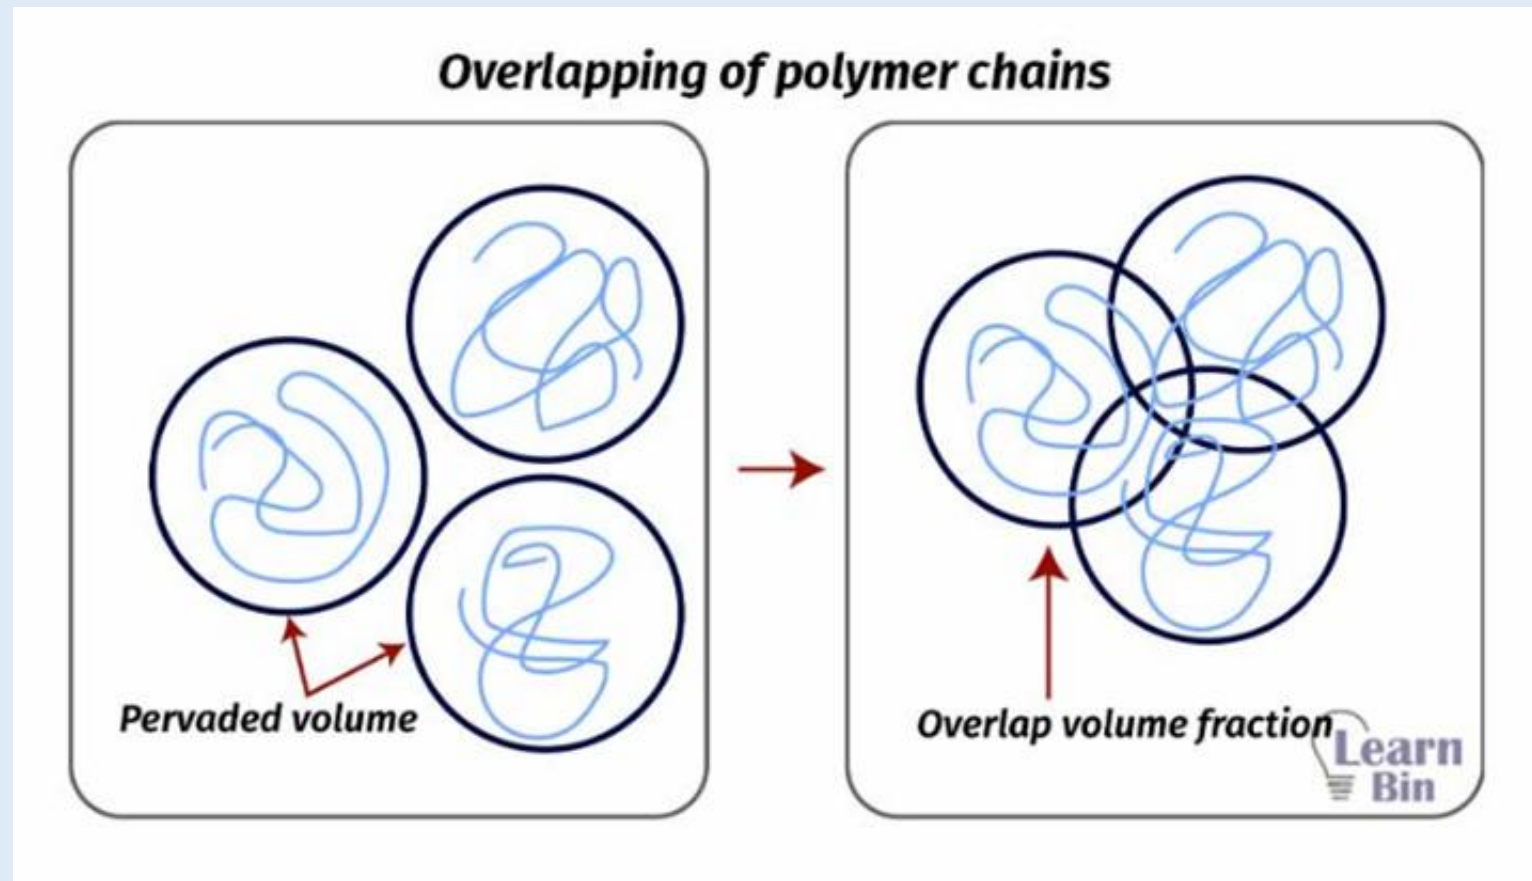 Overlapping of polymer chains
Pervaded volume
Overlap volume fraction
Learn
Bin